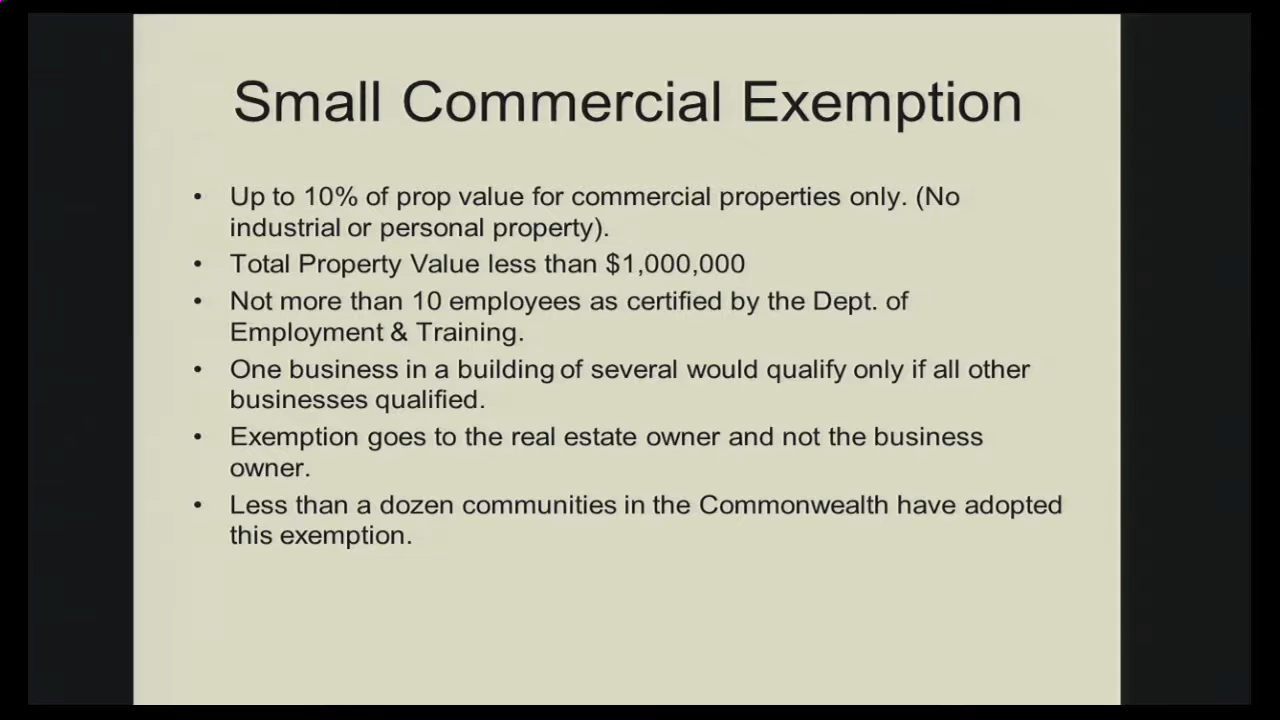 Small Commercial Exemption
• Up to 10% of prop value for commercial properties only. (No
industrial or personal property).
• Total Property Value less than $1,000,000
• Not more than 10 employees as certified by the Dept. of
Employment & Training.
• One business in a building of several would qualify only if all other
businesses qualified.
• Exemption goes to the real estate owner and not the business
owner.
• Less than a dozen communities in the Commonwealth have adopted
this exemption.